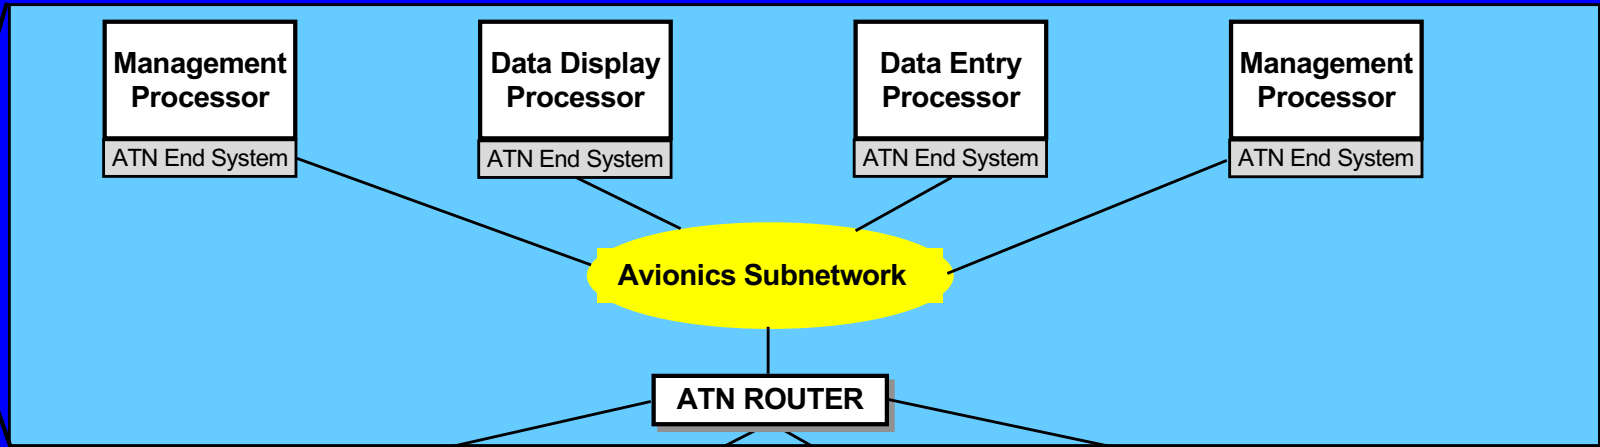 Management
Processor
ATN End System
Data Display
Processor
ATN End System
Data Entry
Processor
ATN End System
Management
Processor
ATN End System
Avionics Subnetwork
ATN ROUTER